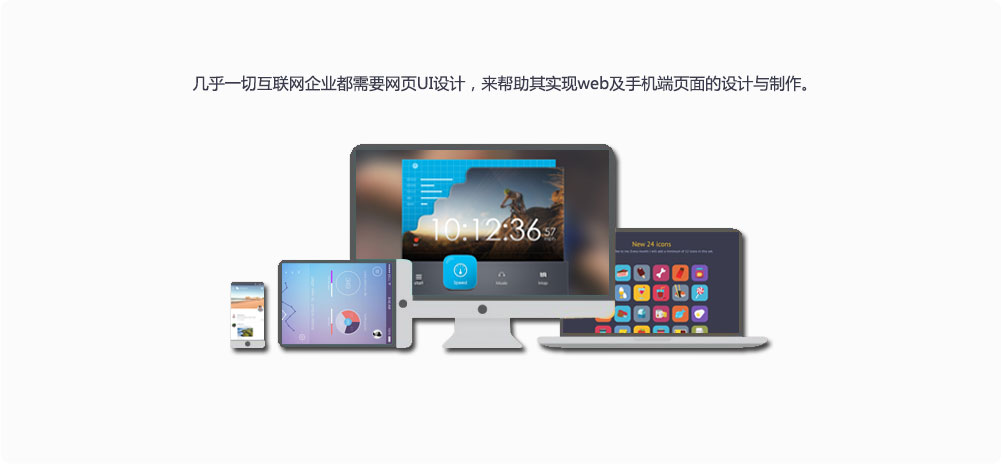 几乎一切互联网企业都需要网页UI设计，来帮助其实现web及手机端页面的设计与制作。
10:12:36
57
Speed
Music
Map
New 24 icons